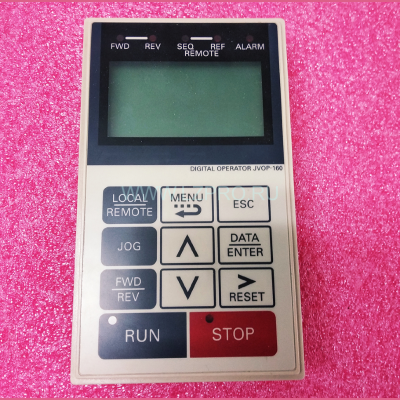 FWD REV SEQ REF ALARM
REMOTE
DIGITAL OPERATOR JVOP-160
LOCAL MENU ESC
REMOTE
JOG DATA
ENTER
FWD >
REV RESET
RUN STOP